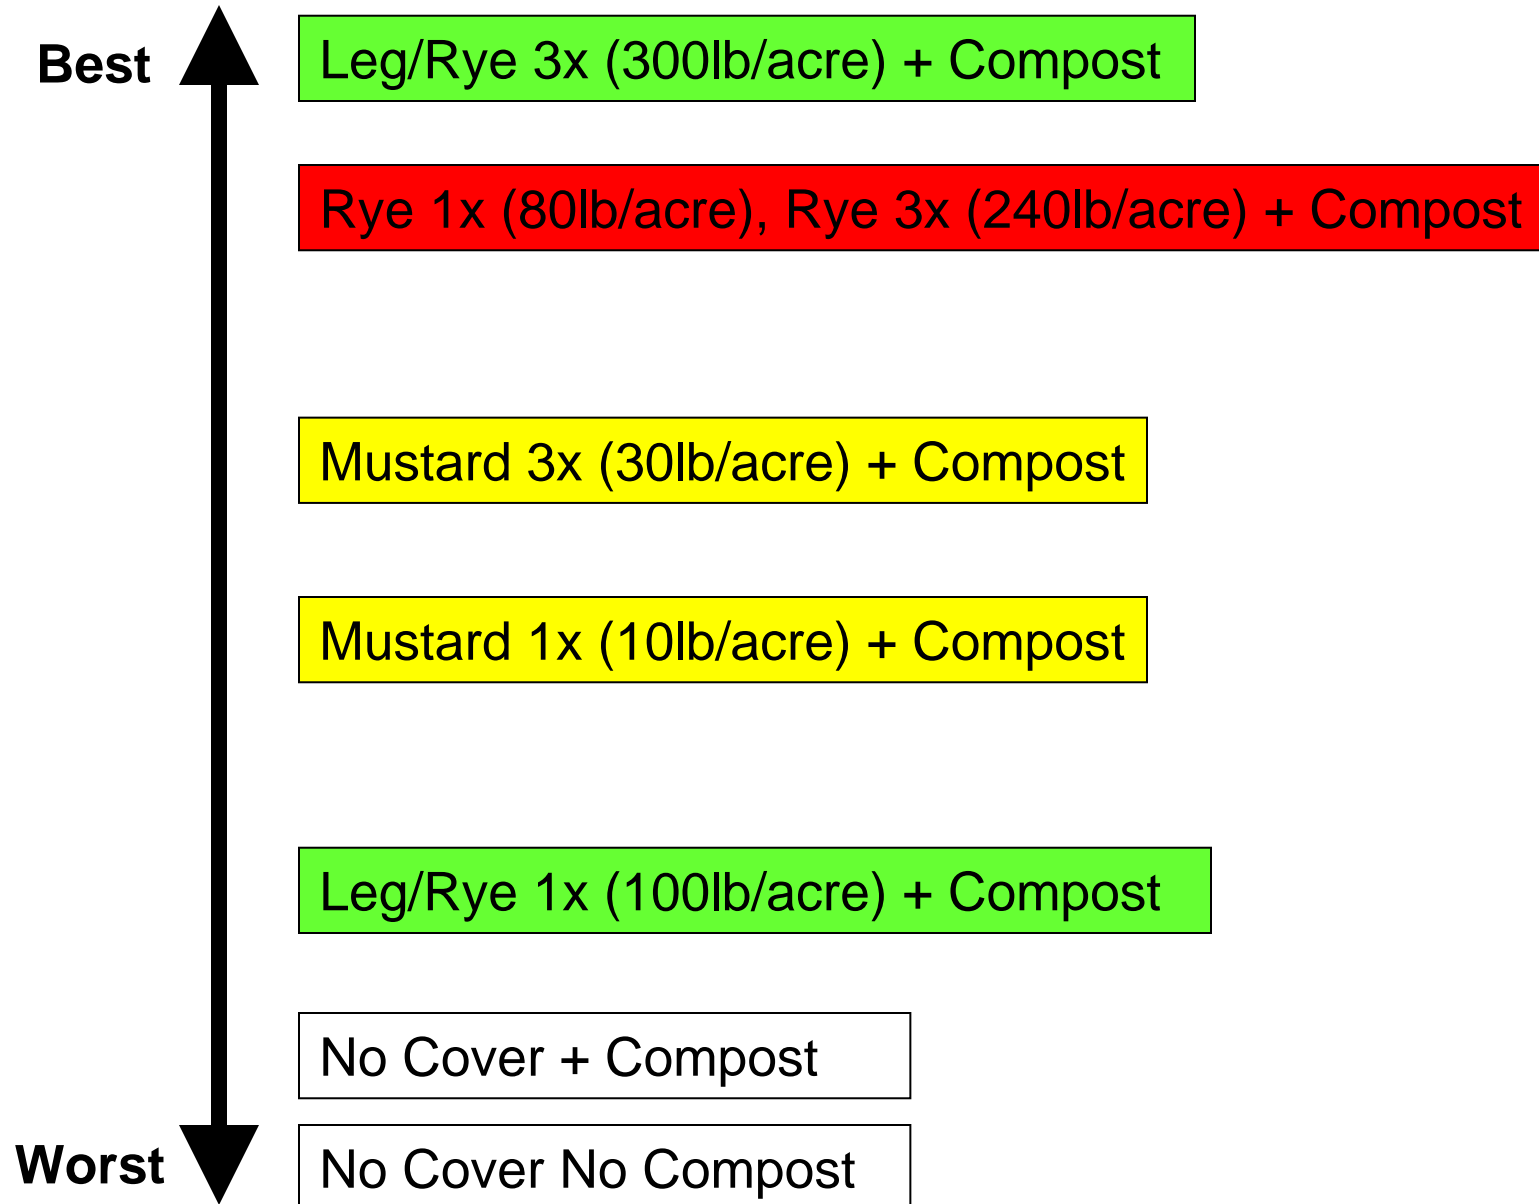 Best
Leg/Rye 3x (300lb/acre) + Compost
Rye 1x (80lb/acre), Rye 3x (240lb/acre) + Compost
Mustard 3x (30lb/acre) + Compost
Mustard 1x (10lb/acre) + Compost
Leg/Rye 1x (100lb/acre) + Compost
No Cover + Compost
Worst
No Cover No Compost